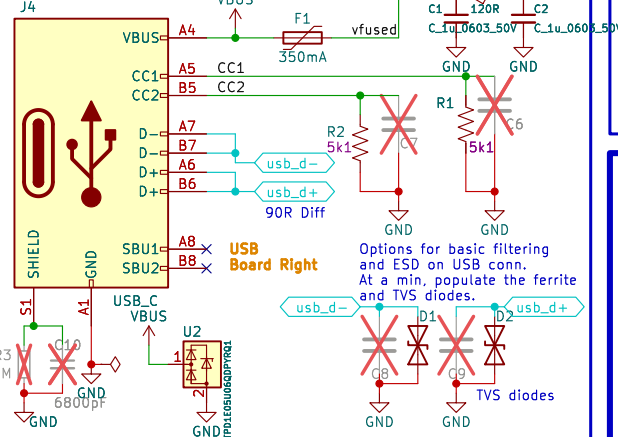 J4
VBUS
A4
VBUS
F1
350mA
vfused
C1
120R
C2
C_1u_0603_50V
C_1u_0603_50V
GND
GND
CC1
A5
CC1
CC2
B5
CC2
R2
5k1
C7
R1
5k1
C6
D-
A7
D-
B7
D+
A6
D+
B6
usb_d-
usb_d+
90R Diff
GND
GND
SBU1
A8
SBU2
B8
USB
Board Right
Options for basic filtering
and ESD on USB conn.
At a min, populate the ferrite
and TVS diodes.
SHIELD
GND
S1
A1
USB_C
VBUS
U2
1
2
TPD1E05U06QDPYRQ1
GND
R3
M
C10
6800pF
GND
GND
usb_d-
usb_d+
D1
D2
C8
C9
TVS diodes
GND
GND